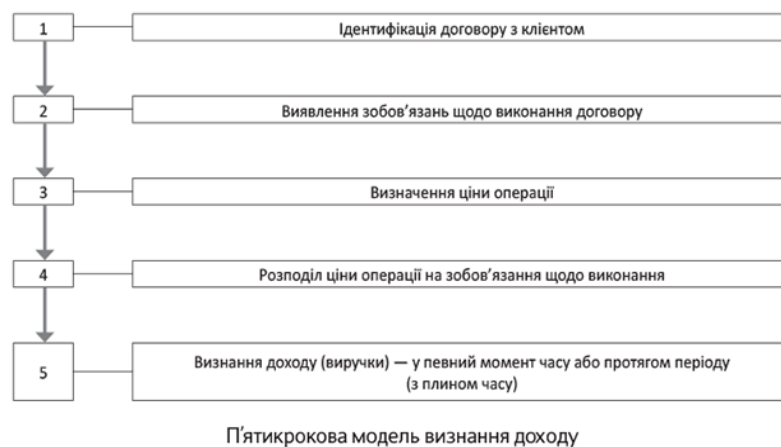 1
Ідентифікація договору з клієнтом
2
Виявлення зобов’язань щодо виконання договору
3
Визначення ціни операції
4
Розподіл ціни операції на зобов’язання щодо виконання
5
Визнання доходу (виручки) — у певний момент часу або протягом періоду
(з плином часу)
П’ятикрокова модель визнання доходу